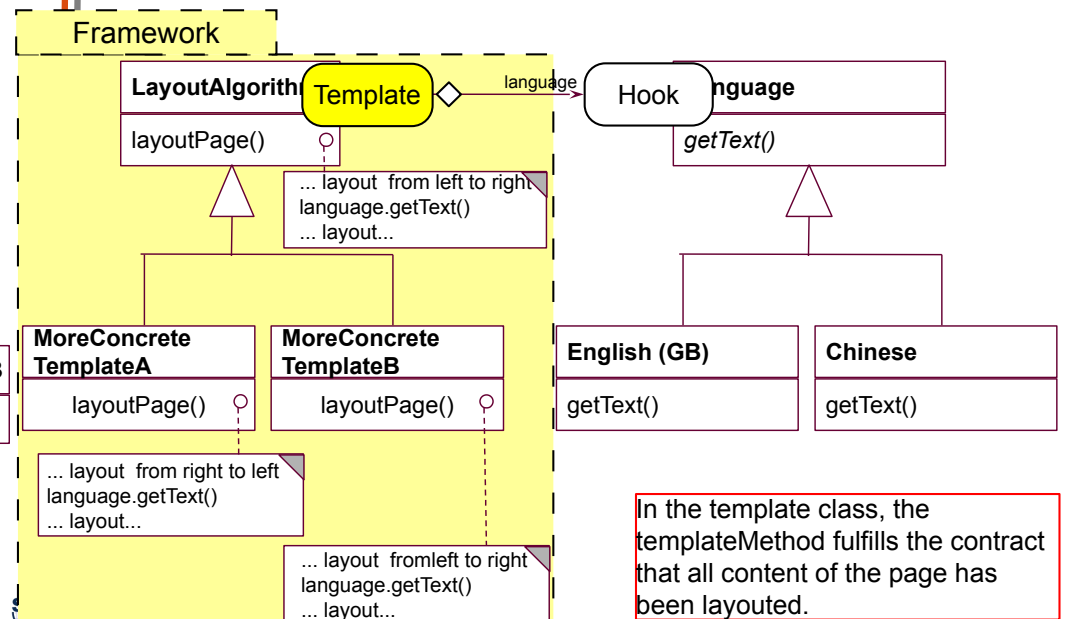 Framework
LayoutAlgorith
Template
language
Hook
nguage
layoutPage()
getText()
... layout from left to right
language.getText()
... layout...
MoreConcrete
TemplateA
layoutPage()
MoreConcrete
TemplateB
layoutPage()
English (GB)
getText()
Chinese
getText()
... layout from right to left
language.getText()
... layout...
... layout fromleft to right
language.getText()
... layout...
In the template class, the
templateMethod fulfills the contract
that all content of the page has
been layouted.